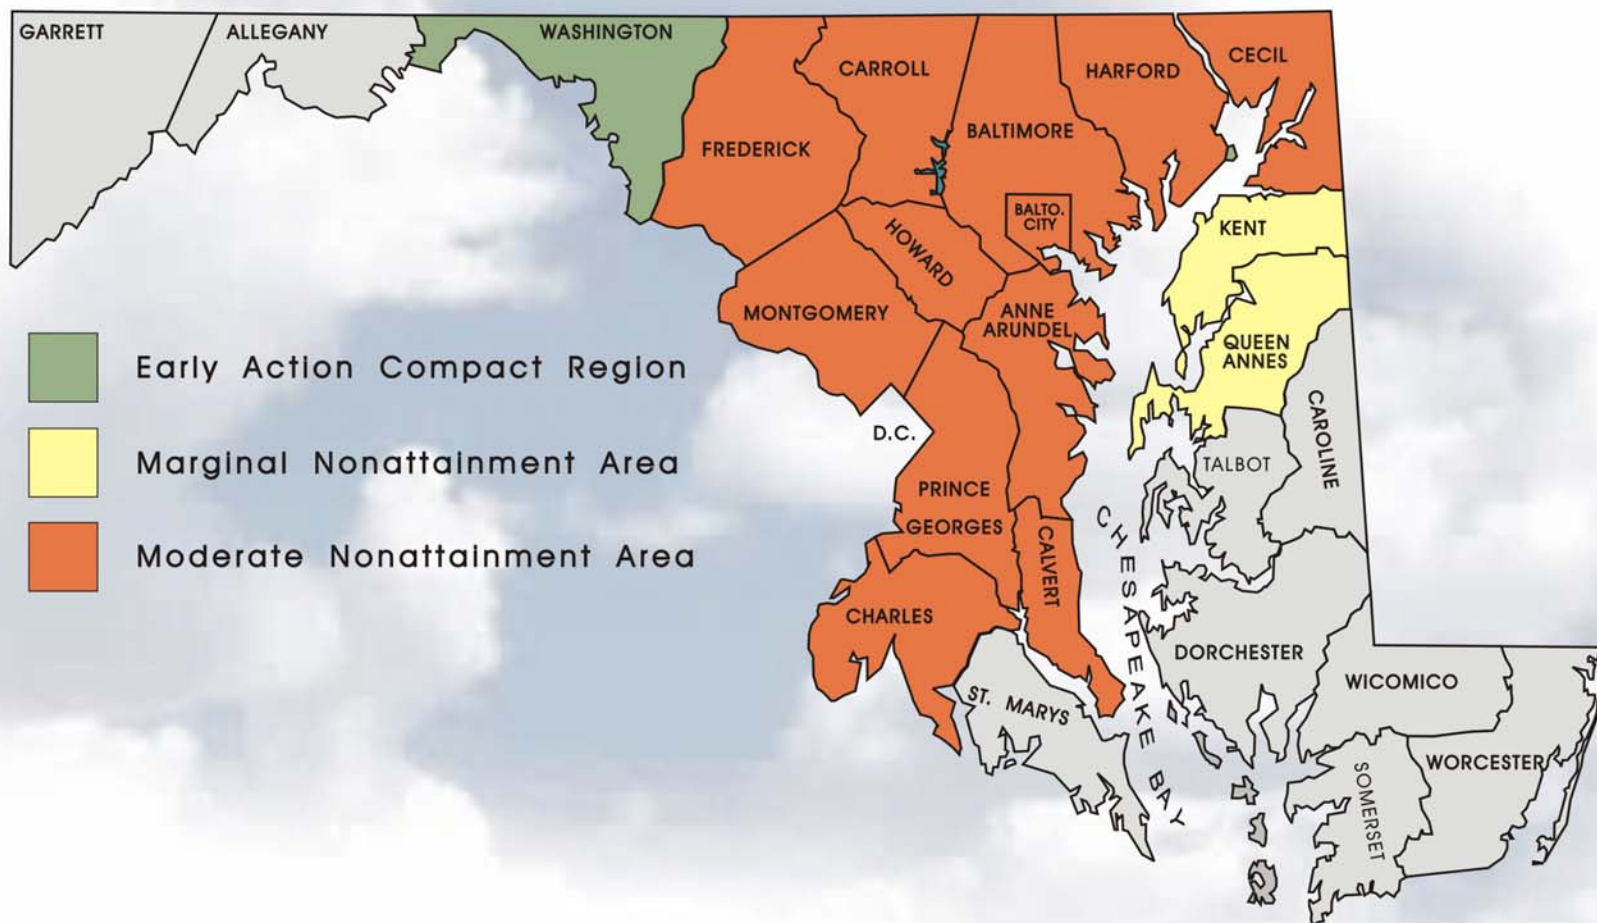 GARRETT
ALLEGANY
WASHINGTON
CARROLL
HARFORD
CECIL
FREDERICK
BALTIMORE
BALTO.
CITY
HOWARD
KENT
MONTGOMERY
ANNE
ARUNDEL
QUEEN
ANNES
Early Action Compact Region
Marginal Nonattainment Area
Moderate Nonattainment Area
D.C.
CAROLINE
TALBOT
PRINCE
GEORGES
CALVERT
CHESAPEAKE BAY
CHARLES
ST. MARYS
DORCHESTER
WICOMICO
WORCESTER
SOMERSET